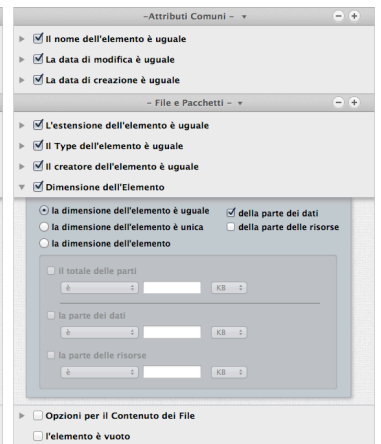 -Attributi Comuni -
Il nome dell'elemento è uguale
La data di modifica è uguale
La data di creazione è uguale
- File e Pacchetti -
L'estensione dell'elemento è uguale
Il Type dell'elemento è uguale
Il creatore dell'elemento è uguale
Dimensione dell'Elemento
la dimensione dell'elemento è uguale della parte dei dati
la dimensione dell'elemento è unica della parte delle risorse
la dimensione dell'elemento
il totale delle parti
è KB
la parte dei dati
è KB
la parte delle risorse
è KB
Opzioni per il Contenuto dei File
l'elemento è vuoto